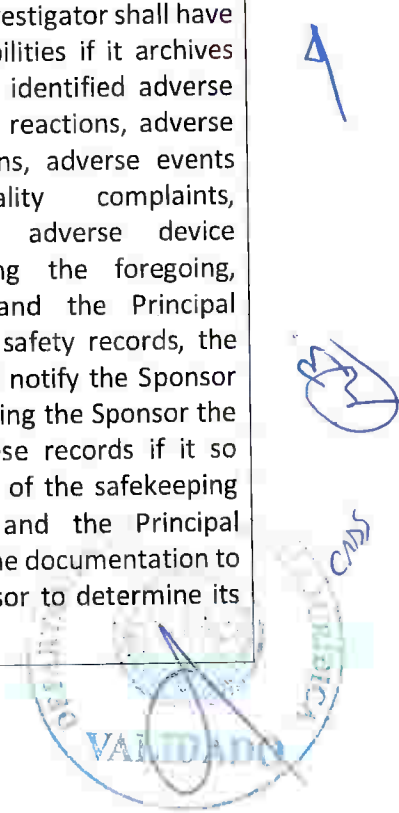 estigator shall have
bilities if it archives
identified adverse
reactions, adverse
ns, adverse events
ality complaints,
adverse device
ng the foregoing,
and the Principal
safety records, the
notify the Sponsor
ing the Sponsor the
se records if it so
of the safekeeping
and the Principal
ne documentation to
sor to determine its
VALIDADO